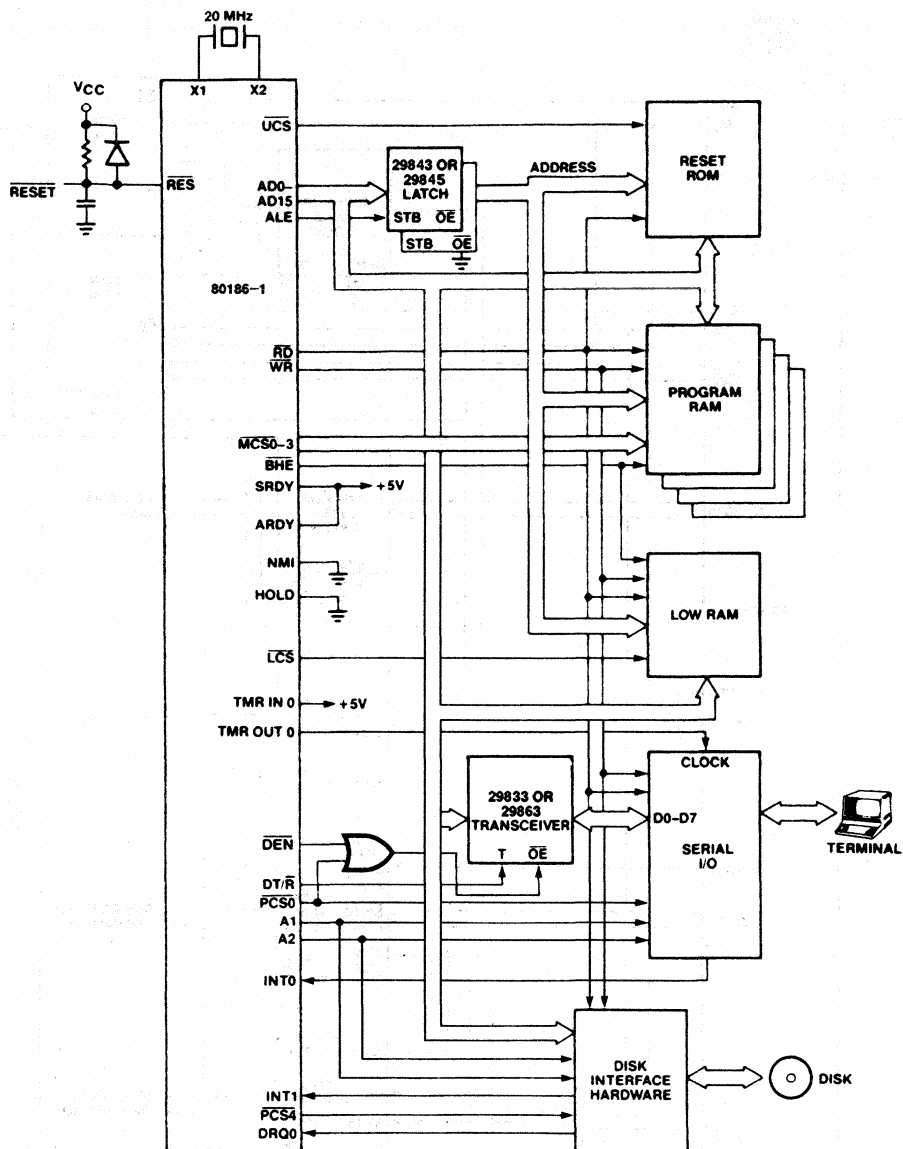 20 MHz
X1 X2
VCC
RESET
RES
UCS
AD0-
AD15
ALE
29843 OR
29845
LATCH
STB OE
STB OE
ADDRESS
RESET
ROM
80186-1
RD
WR
PROGRAM
RAM
MCS0-3
BHE
SRDY
+5V
ARDY
NMI
HOLD
LOW RAM
LCS
TMR IN 0
+5V
TMR OUT 0
CLOCK
29833 OR
29863
TRANSCEIVER
T OE
D0-D7
SERIAL
I/O
TERMINAL
DEN
DT/R
PCS0
A1
A2
INT0
DISK
INTERFACE
HARDWARE
DISK
INT1
PCS4
DRQ0